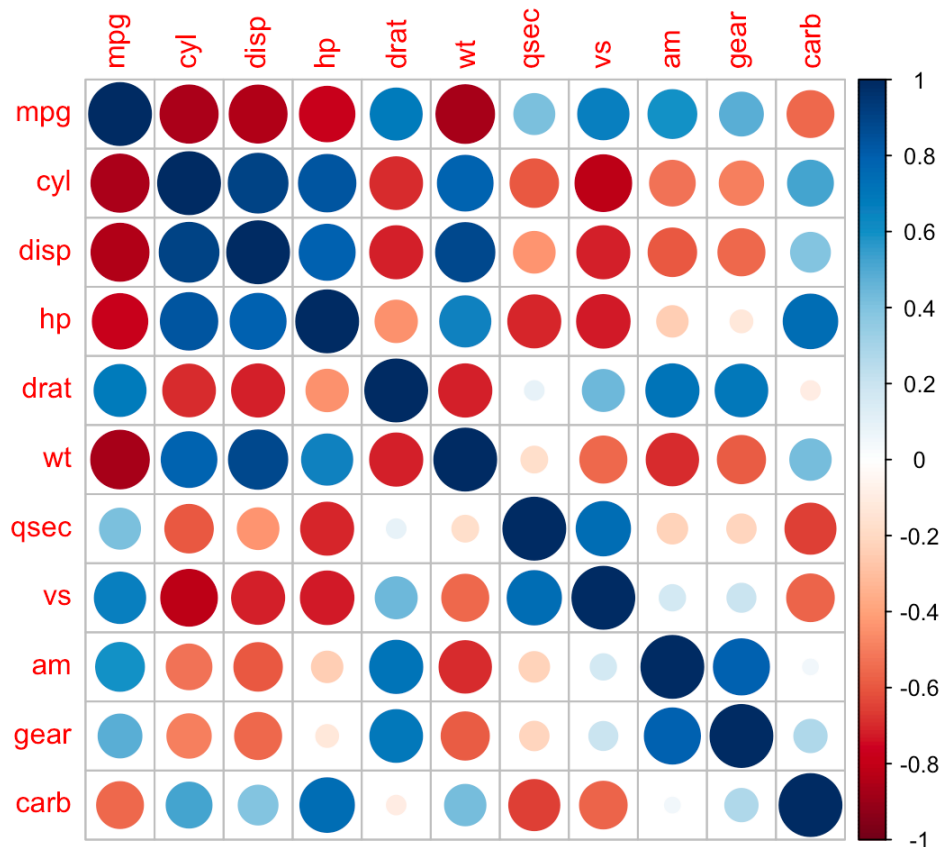 mpg cyl disp hp drat wt qsec vs am gear carb
mpg
cyl
disp
hp
drat
wt
qsec
vs
am
gear
carb
1
0.8
0.6
0.4
0.2
0
-0.2
-0.4
-0.6
-0.8
-1